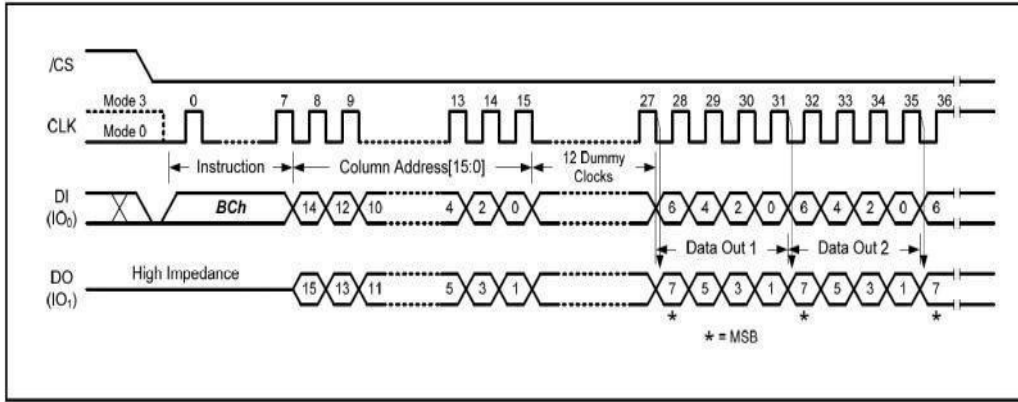 /CS
Mode 3 0 7 8 9 13 14 15 27 28 29 30 31 32 33 34 35 36
CLK Mode 0
Instruction Column Address[15:0] 12 Dummy
Clocks
DI
(IO0) BCh 14 12 10 4 2 0 6 4 2 0 6 4 2 0 6
Data Out 1 Data Out 2
DO
(IO1) High Impedance 15 13 11 5 3 1 7 5 3 1 7 5 3 1 7
* * *
* = MSB